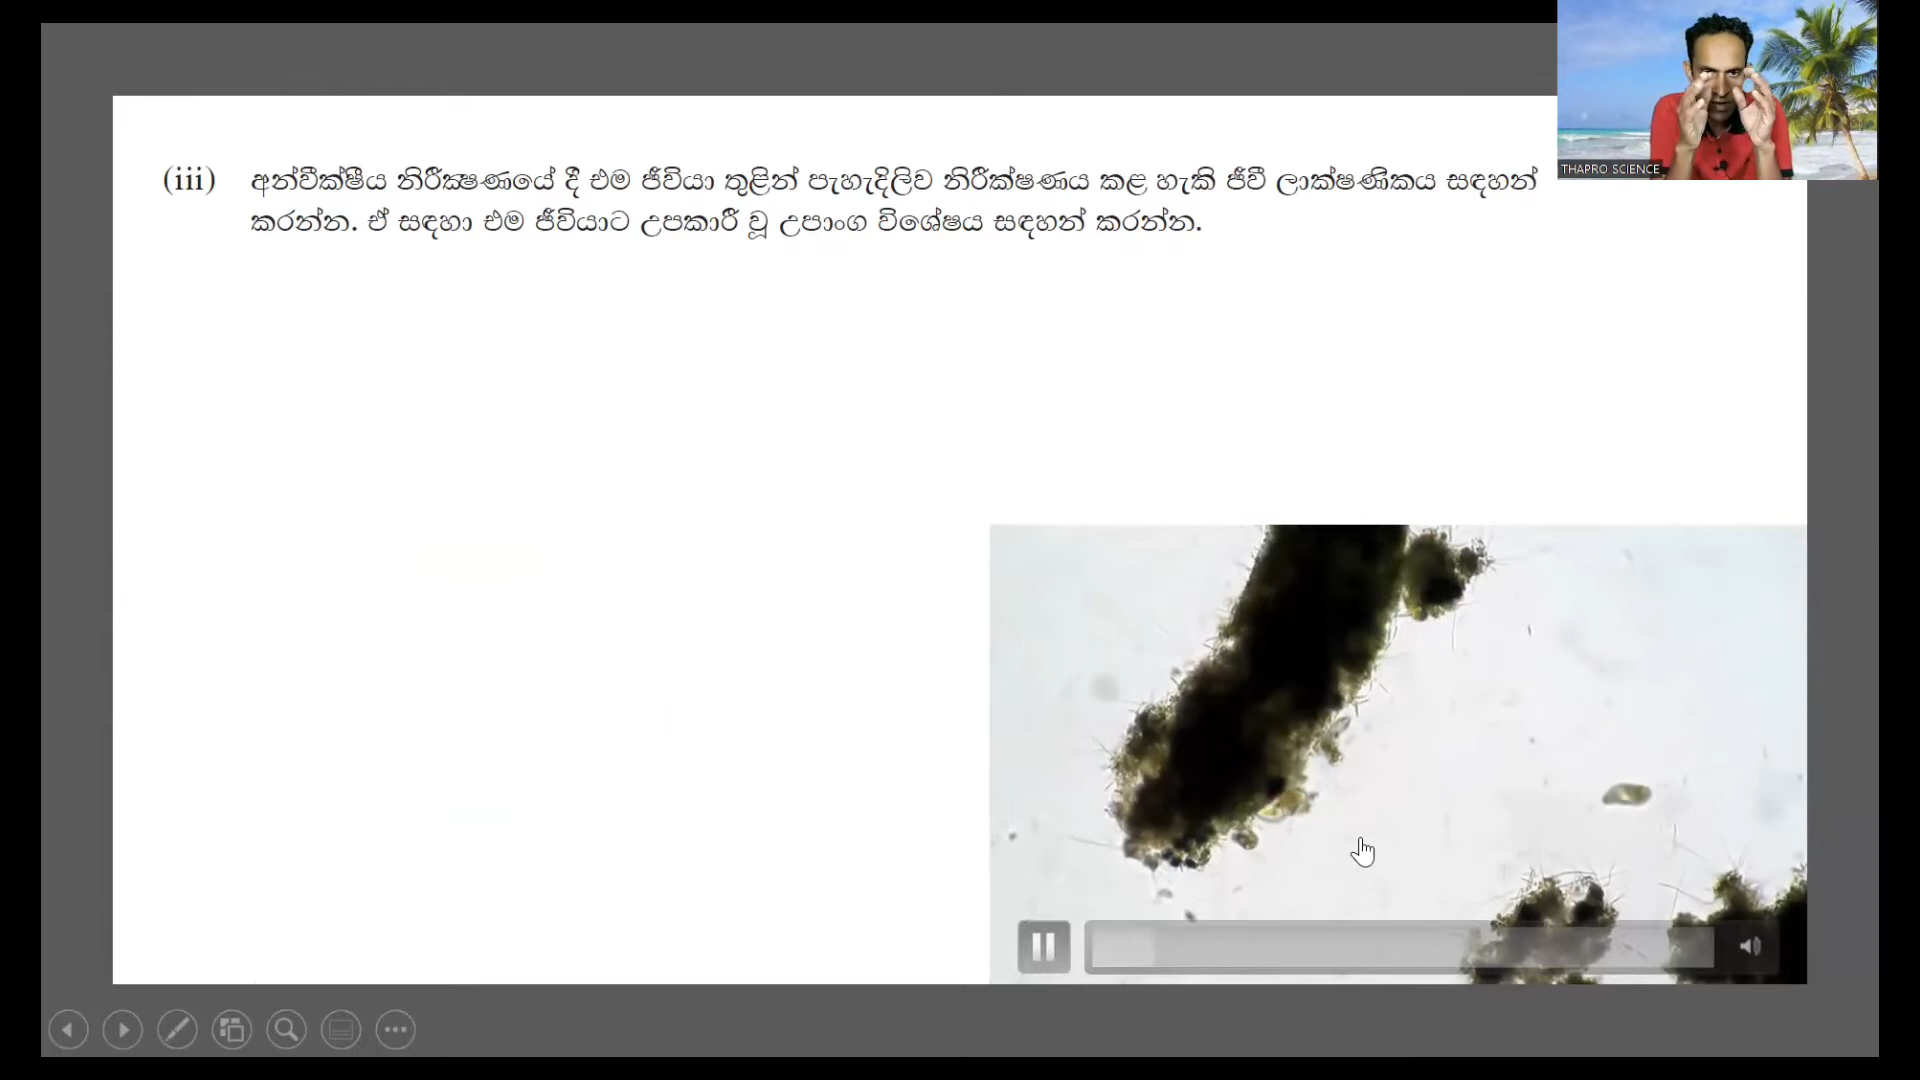 THAPRO SCIENCE
(iii) අන්වීක්ෂීය නිරීක්‍ෂණයේ දී එම ජීවියා තුළින් පැහැදිලිව නිරීක්ෂණය කළ හැකි ජීවී ලාක්ෂණිකය සඳහන්
කරන්න. ඒ සඳහා එම ජීවියාට උපකාරී වූ උපාංග විශේෂය සඳහන් කරන්න.